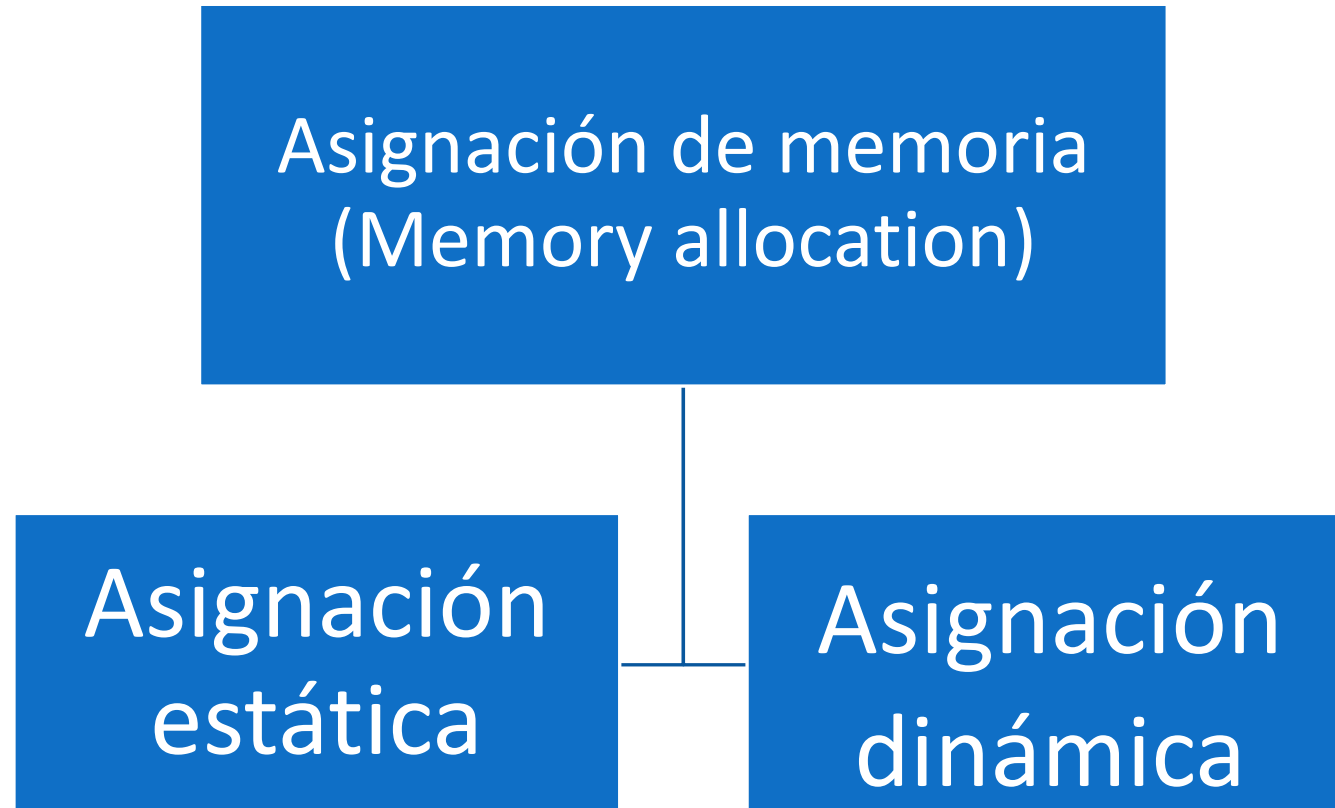 Asignación de memoria
(Memory allocation)
Asignación
estática
Asignación
dinámica